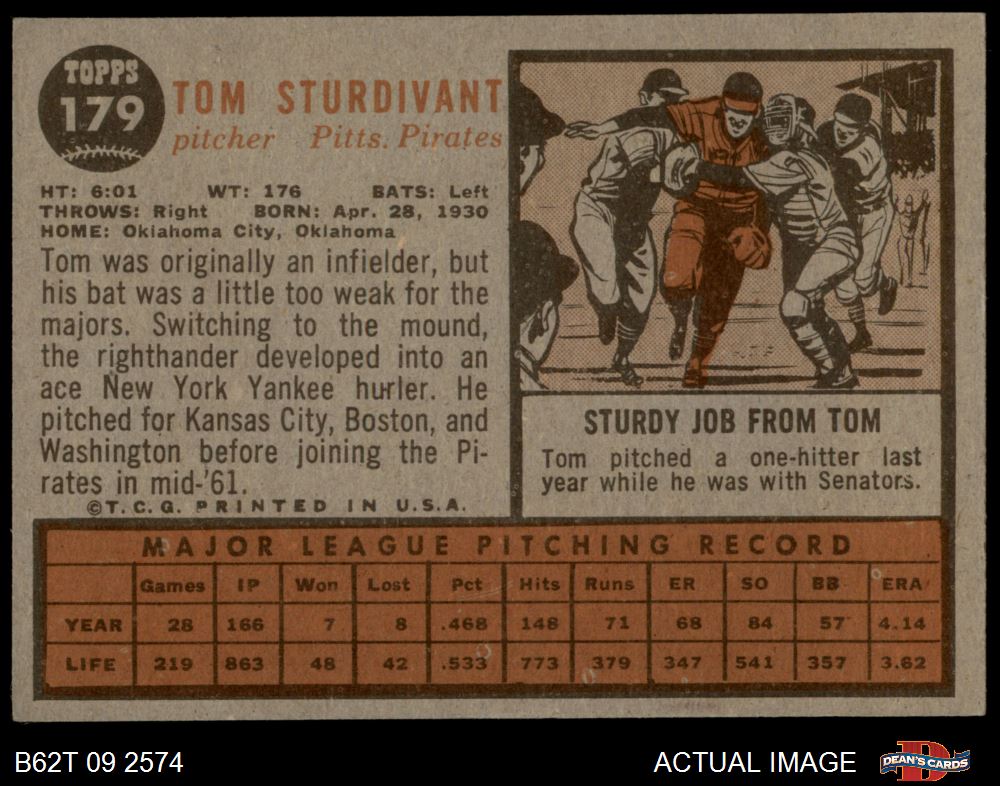 TOPPS
179
TOM STURDIVANT
pitcher Pitts. Pirates
HT: 6:01 WT: 176 BATS: Left
THROWS: Right BORN: Apr. 28, 1930
HOME: Oklahoma City, Oklahoma
Tom was originally an infielder, but
his bat was a little too weak for the
majors. Switching to the mound,
the righthander developed into an
ace New York Yankee hurler. He
pitched for Kansas City, Boston, and
Washington before joining the Pi-
rates in mid-'61.
©T.C.G. PRINTED IN U.S.A.
STURDY JOB FROM TOM
Tom pitched a one-hitter last
year while he was with Senators.
MAJOR LEAGUE PITCHING RECORD
Games IP Won Lost Pct Hits Runs ER SO BB ERA
YEAR 28 166 7 8 .468 148 71 68 84 57 4.14
LIFE 219 863 48 42 .533 773 379 347 541 357 3.62
B62T 09 2574 ACTUAL IMAGE DEAN'S CARDS